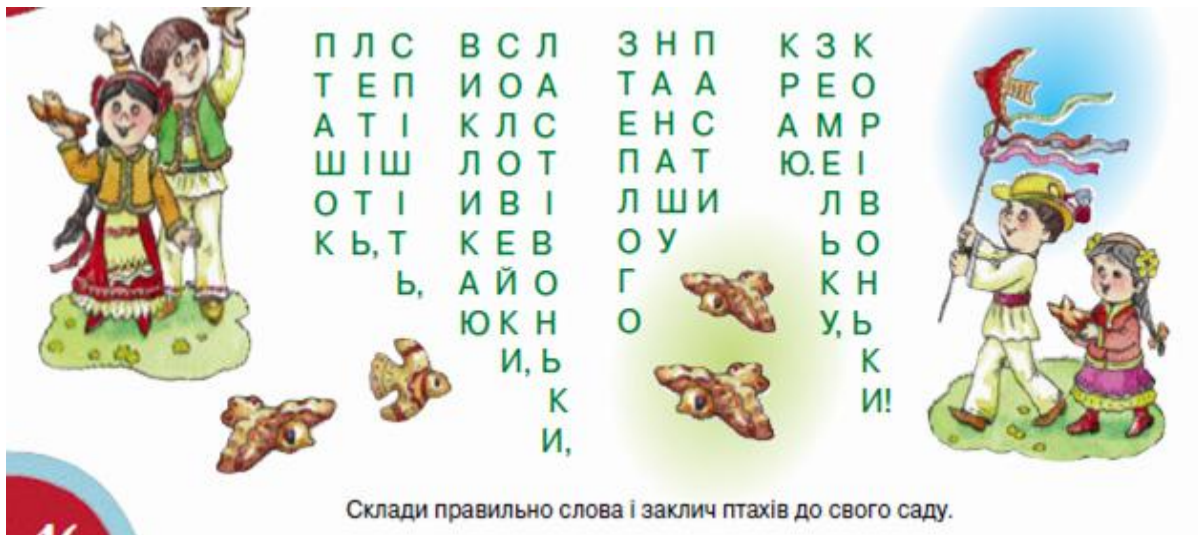 П Л С В С Л З Н П К З К
Т Е П И О А Т А А Р Е О
А Т І К Л С Е Н С А М Р
Ш І Ш Л О Т П А Т Ю. Е І
О Т І И В І Л Ш И Л В
К Ь, Т К Е В О У Ь О
Ь, А Й О Г К Н
Ю К Н О У, Ь
И, Ь К
К И!
И,
Склади правильно слова і заклич птахів до свого саду.